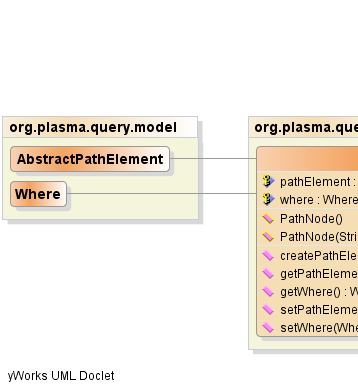 org.plasma.query.model
AbstractPathElement
Where
org.plasma.que
pathElement :
where : Where
PathNode()
PathNode(Stri
createPathEle
getPathEleme
getWhere() : W
setPathElemen
setWhere(Whe
yWorks UML Doclet